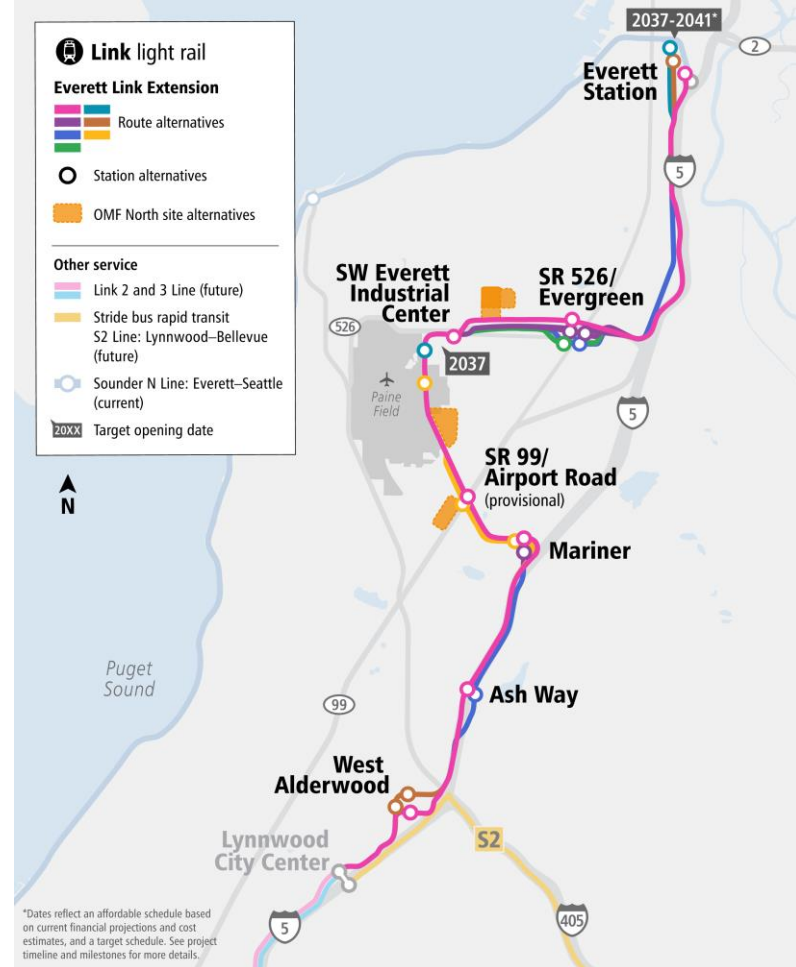 Link light rail
Everett Link Extension
Route alternatives
Station alternatives
OMF North site alternatives
Other service
Link 2 and 3 Line (future)
Stride bus rapid transit
S2 Line: Lynnwood–Bellevue
(future)
Sounder N Line: Everett–Seattle
(current)
20XX
Target opening date
N
2037-2041*
2
Everett
Station
5
SW Everett
Industrial
Center
SR 526/
Evergreen
526
2037
Paine
Field
5
SR 99/
Airport Road
(provisional)
Mariner
Puget
Sound
Ash Way
99
West
Alderwood
Lynnwood
City Center
S2
5
405
*Dates reflect an affordable schedule based
on current financial projections and cost
estimates, and a target schedule. See project
timeline and milestones for more details.